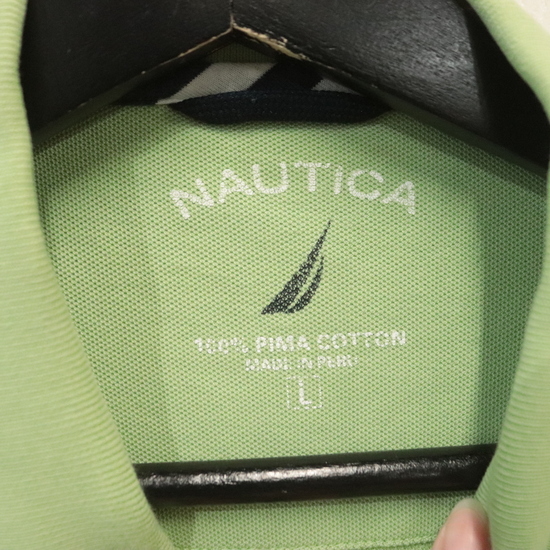 NAUTICA
100% PIMA COTTON
MADE IN PERU
L